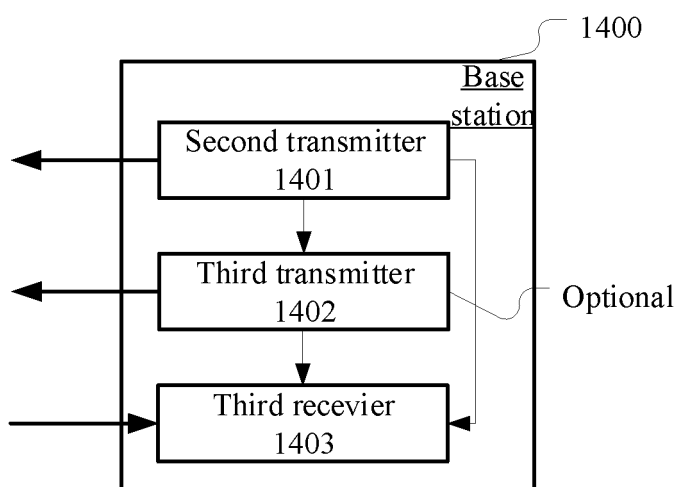 1400
Base
station
Second transmitter
1401
Third transmitter
1402
Optional
Third recevier
1403